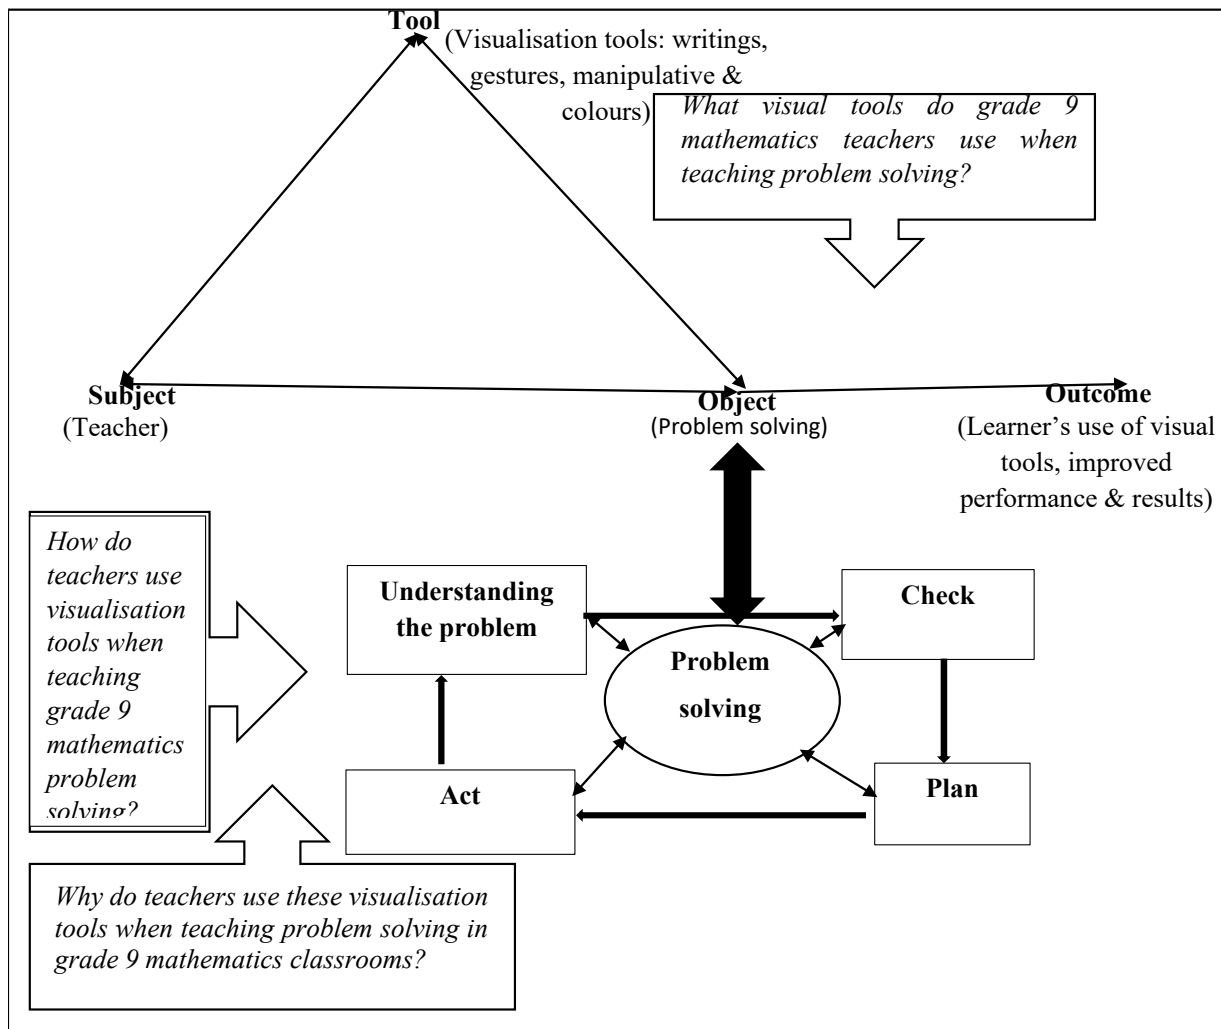 Tool
(Visualisation tools: writings,
gestures, manipulative &
colours)
What visual tools do grade 9
mathematics teachers use when
teaching problem solving?
Subject
(Teacher)
Object
(Problem solving)
Outcome
(Learner’s use of visual
tools, improved
performance & results)
How do
teachers use
visualisation
tools when
teaching
grade 9
mathematics
problem
solving?
Understanding
the problem
Check
Problem
solving
Act
Plan
Why do teachers use these visualisation
tools when teaching problem solving in
grade 9 mathematics classrooms?